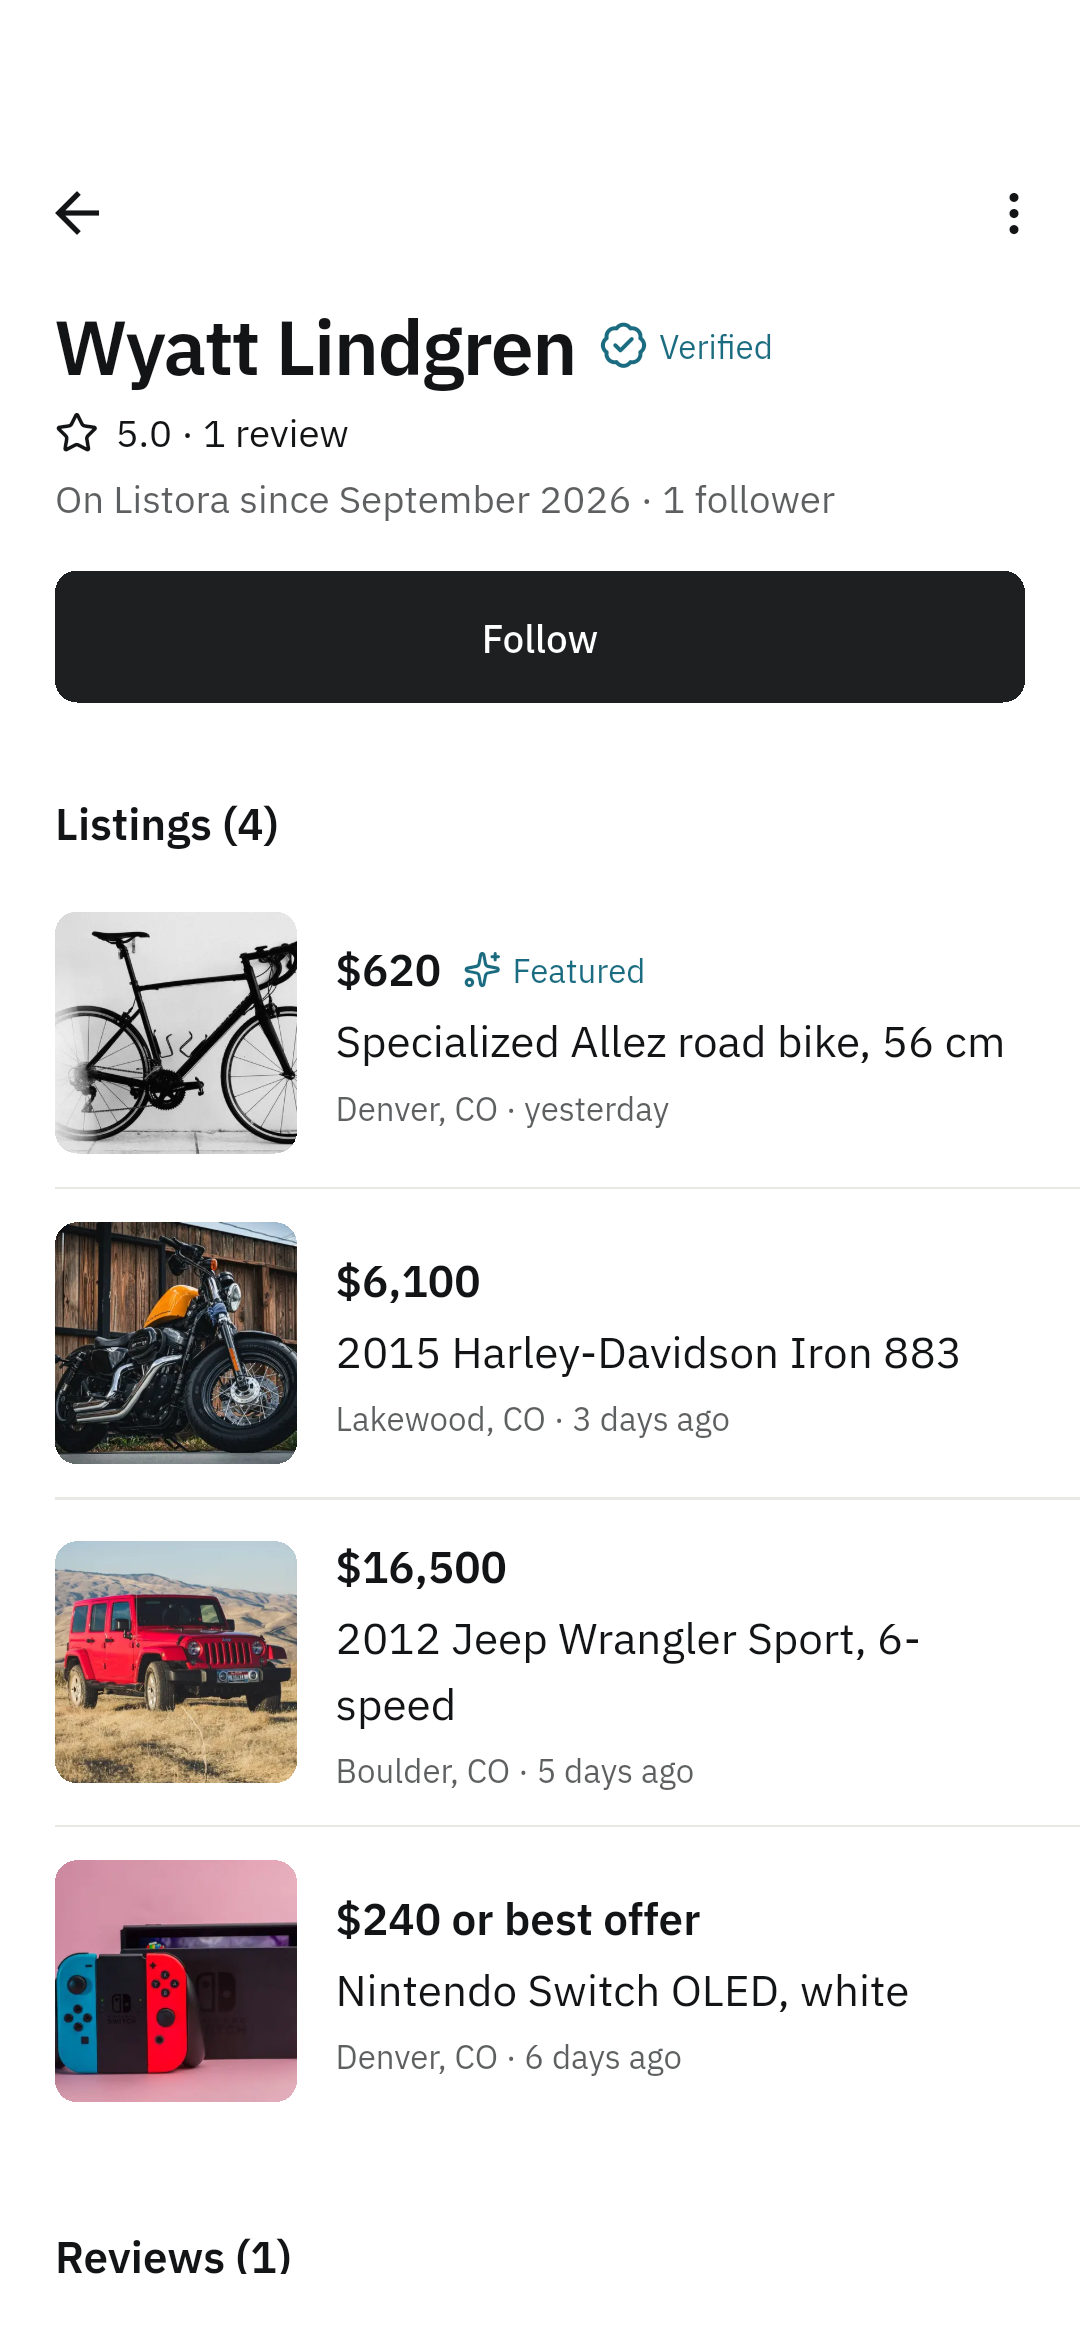 Wyatt Lindgren Verified
5.0 · 1 review
On Listora since September 2026 · 1 follower
Follow
Listings (4)
$620 Featured
Specialized Allez road bike, 56 cm
Denver, CO · yesterday
$6,100
2015 Harley-Davidson Iron 883
Lakewood, CO · 3 days ago
$16,500
2012 Jeep Wrangler Sport, 6-
speed
Boulder, CO · 5 days ago
$240 or best offer
Nintendo Switch OLED, white
Denver, CO · 6 days ago
Reviews (1)